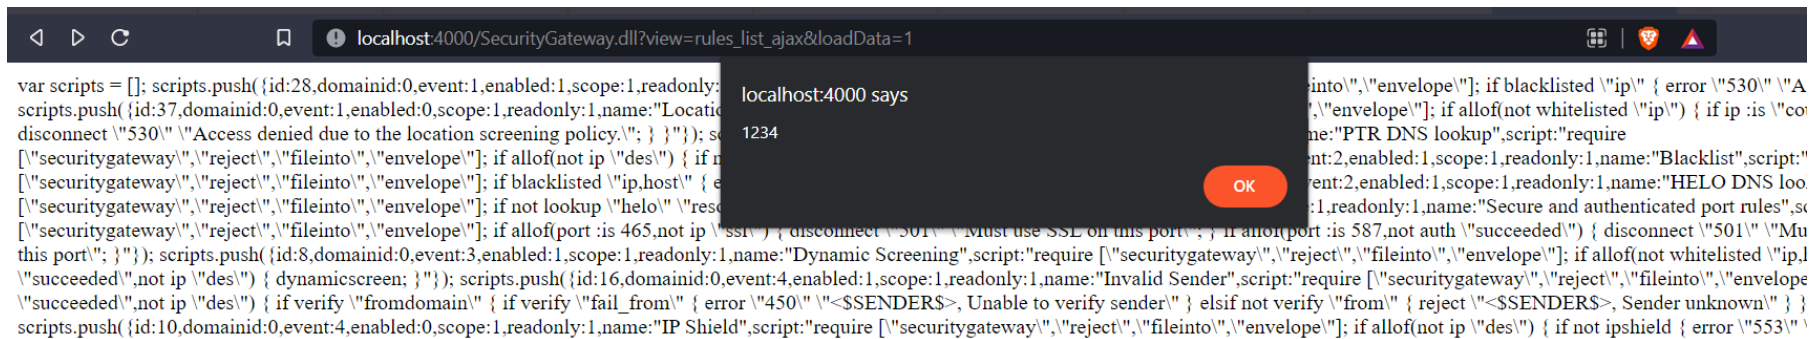 localhost:4000/SecurityGateway.dll?view=rules_list_ajax&loadData=1
localhost:4000 says
1234
OK
var scripts = []; scripts.push({id:28,domainid:0,event:1,enabled:1,scope:1,readonly: into\",\"envelope\"]; if blacklisted \"ip\" { error \"530\" \"A
scripts.push({id:37,domainid:0,event:1,enabled:0,scope:1,readonly:1,name:"Locatio ,\"envelope\"]; if allof(not whitelisted \"ip\") { if ip :is \"cou
disconnect \"530\" \"Access denied due to the location screening policy.\"; } }"}); sc me:"PTR DNS lookup",script:"require
[\"securitygateway\",\"reject\",\"fileinto\",\"envelope\"]; if allof(not ip \"des\") { if n nt:2,enabled:1,scope:1,readonly:1,name:"Blacklist",script:"
[\"securitygateway\",\"reject\",\"fileinto\",\"envelope\"]; if blacklisted \"ip,host\" { e ent:2,enabled:1,scope:1,readonly:1,name:"HELO DNS loo
[\"securitygateway\",\"reject\",\"fileinto\",\"envelope\"]; if not lookup \"helo\" \"reso :1,readonly:1,name:"Secure and authenticated port rules",sc
[\"securitygateway\",\"reject\",\"fileinto\",\"envelope\"]; if allof(port :is 465,not ip \"ssl\") { disconnect \"501\" \"Must use SSL on this port\"; } if allof(port :is 587,not auth \"succeeded\") { disconnect \"501\" \"Mu
this port\"; }"}); scripts.push({id:8,domainid:0,event:3,enabled:1,scope:1,readonly:1,name:"Dynamic Screening",script:"require [\"securitygateway\",\"reject\",\"fileinto\",\"envelope\"]; if allof(not whitelisted \"ip,h
\"succeeded\",not ip \"des\") { dynamicscreen; }"}); scripts.push({id:16,domainid:0,event:4,enabled:1,scope:1,readonly:1,name:"Invalid Sender",script:"require [\"securitygateway\",\"reject\",\"fileinto\",\"envelope
\"succeeded\",not ip \"des\") { if verify \"fromdomain\" { if verify \"fail_from\" { error \"450\" \"<$SENDER$>, Unable to verify sender\" } elsif not verify \"from\" { reject \"<$SENDER$>, Sender unknown\" } }
scripts.push({id:10,domainid:0,event:4,enabled:0,scope:1,readonly:1,name:"IP Shield",script:"require [\"securitygateway\",\"reject\",\"fileinto\",\"envelope\"]; if allof(not ip \"des\") { if not ipshield { error \"553\" \